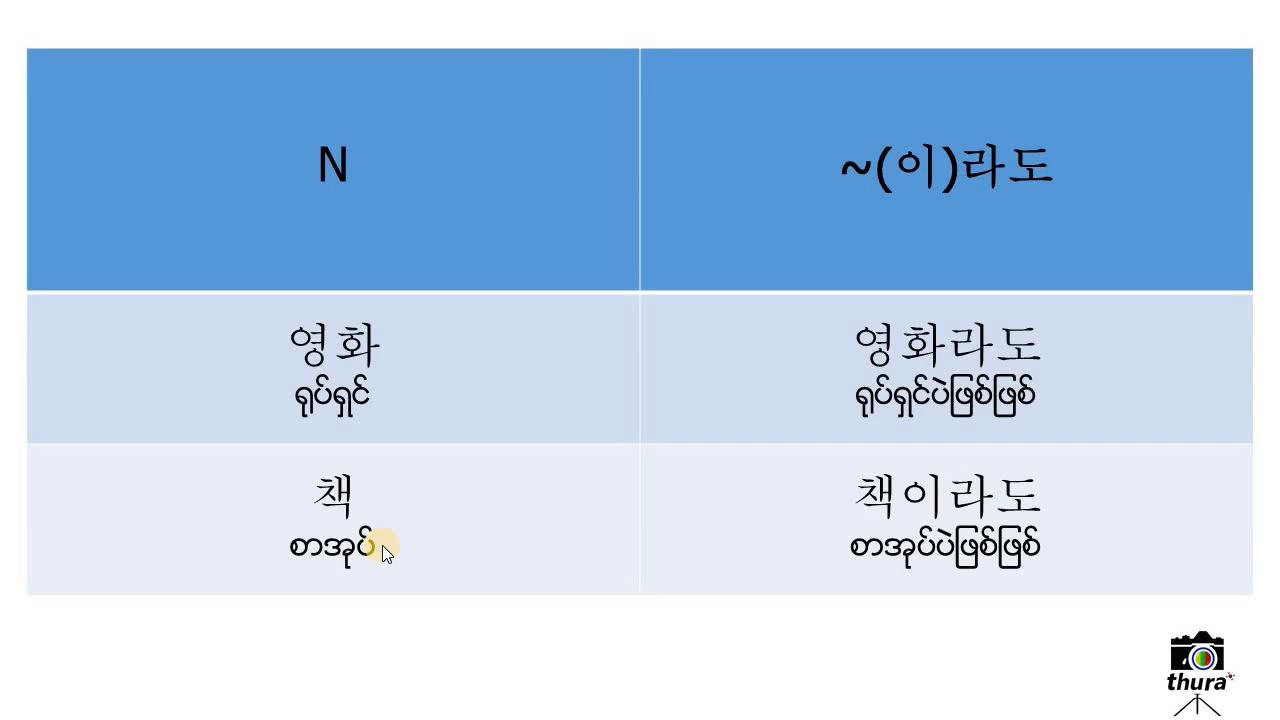 N
~(이)라도
영화
ရုပ်ရှင်
영화라도
ရုပ်ရှင်ပဲဖြစ်ဖြစ်
책
စာအုပ်
책이라도
စာအုပ်ပဲဖြစ်ဖြစ်
thura